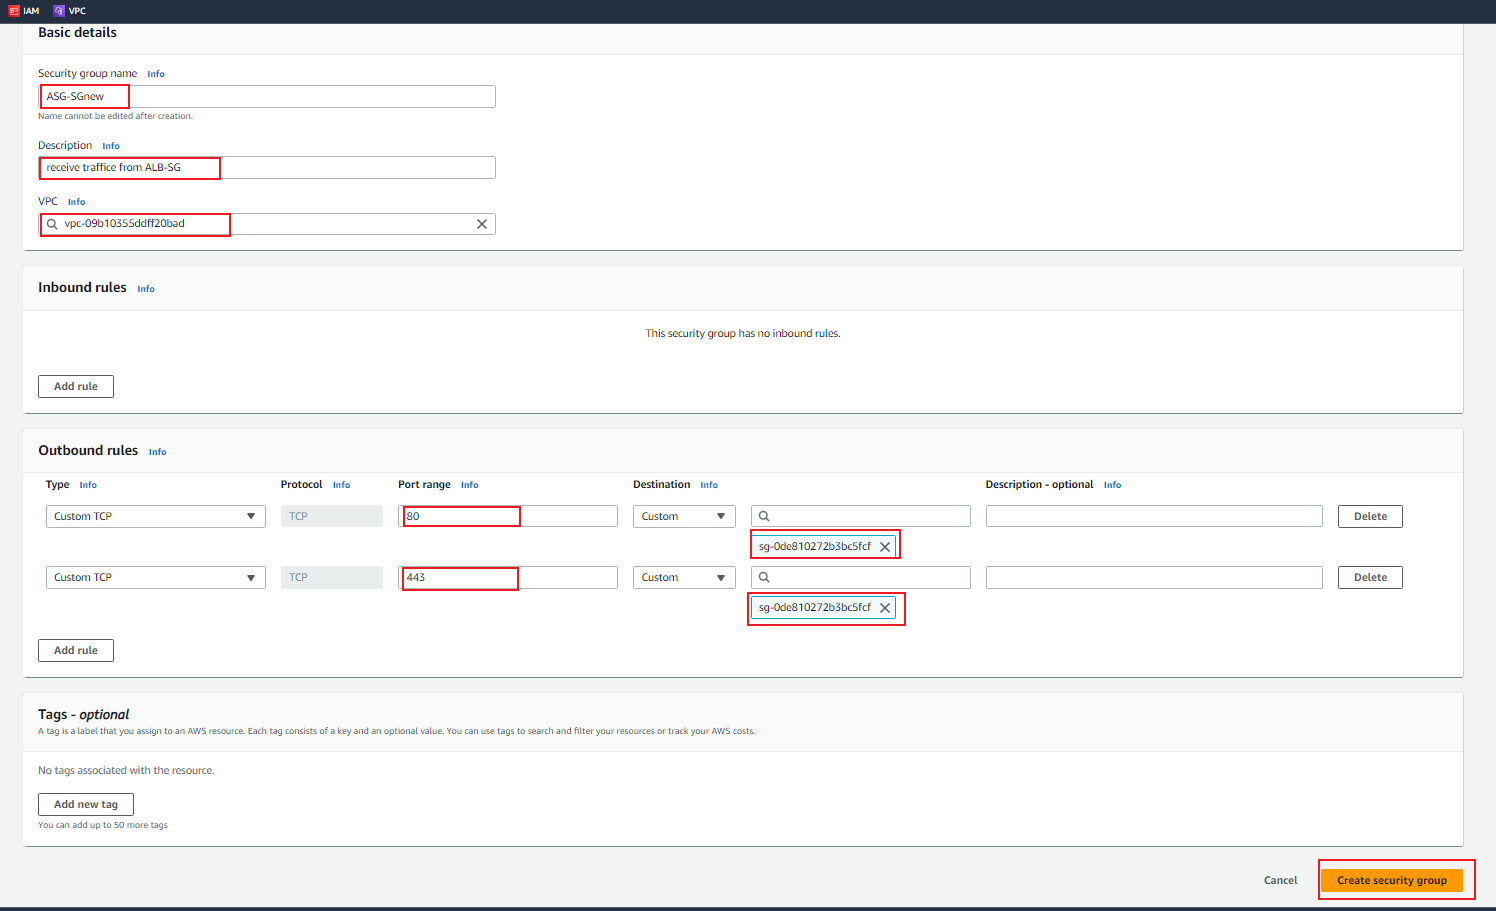 IAM VPC
Basic details
Security group name Info
ASG-SGnew
Name cannot be edited after creation.
Description Info
receive traffice from ALB-SG
VPC Info
vpc-09b10355ddff20bad
Inbound rules Info
This security group has no inbound rules.
Add rule
Outbound rules Info
Type Info Protocol Info Port range Info Destination Info Description - optional Info
Custom TCP TCP 80 Custom Delete
sg-0de810272b3bc5fcf
Custom TCP TCP 443 Custom Delete
sg-0de810272b3bc5fcf
Add rule
Tags - optional
A tag is a label that you assign to an AWS resource. Each tag consists of a key and an optional value. You can use tags to search and filter your resources or track your AWS costs.
No tags associated with the resource.
Add new tag
You can add up to 50 more tags
Cancel Create security group